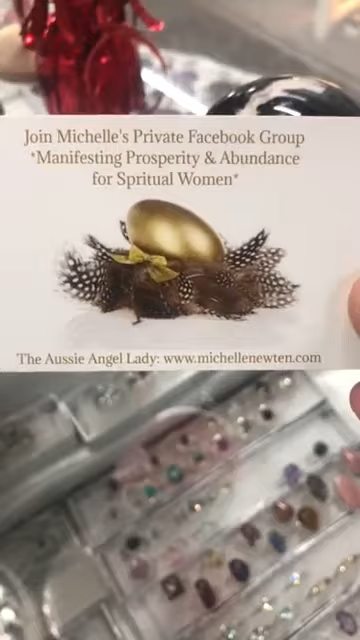 Join Michelle's Private Facebook Group
*Manifesting Prosperity & Abundance
for Spritual Women*
The Aussie Angel Lady: www.michellenewten.com